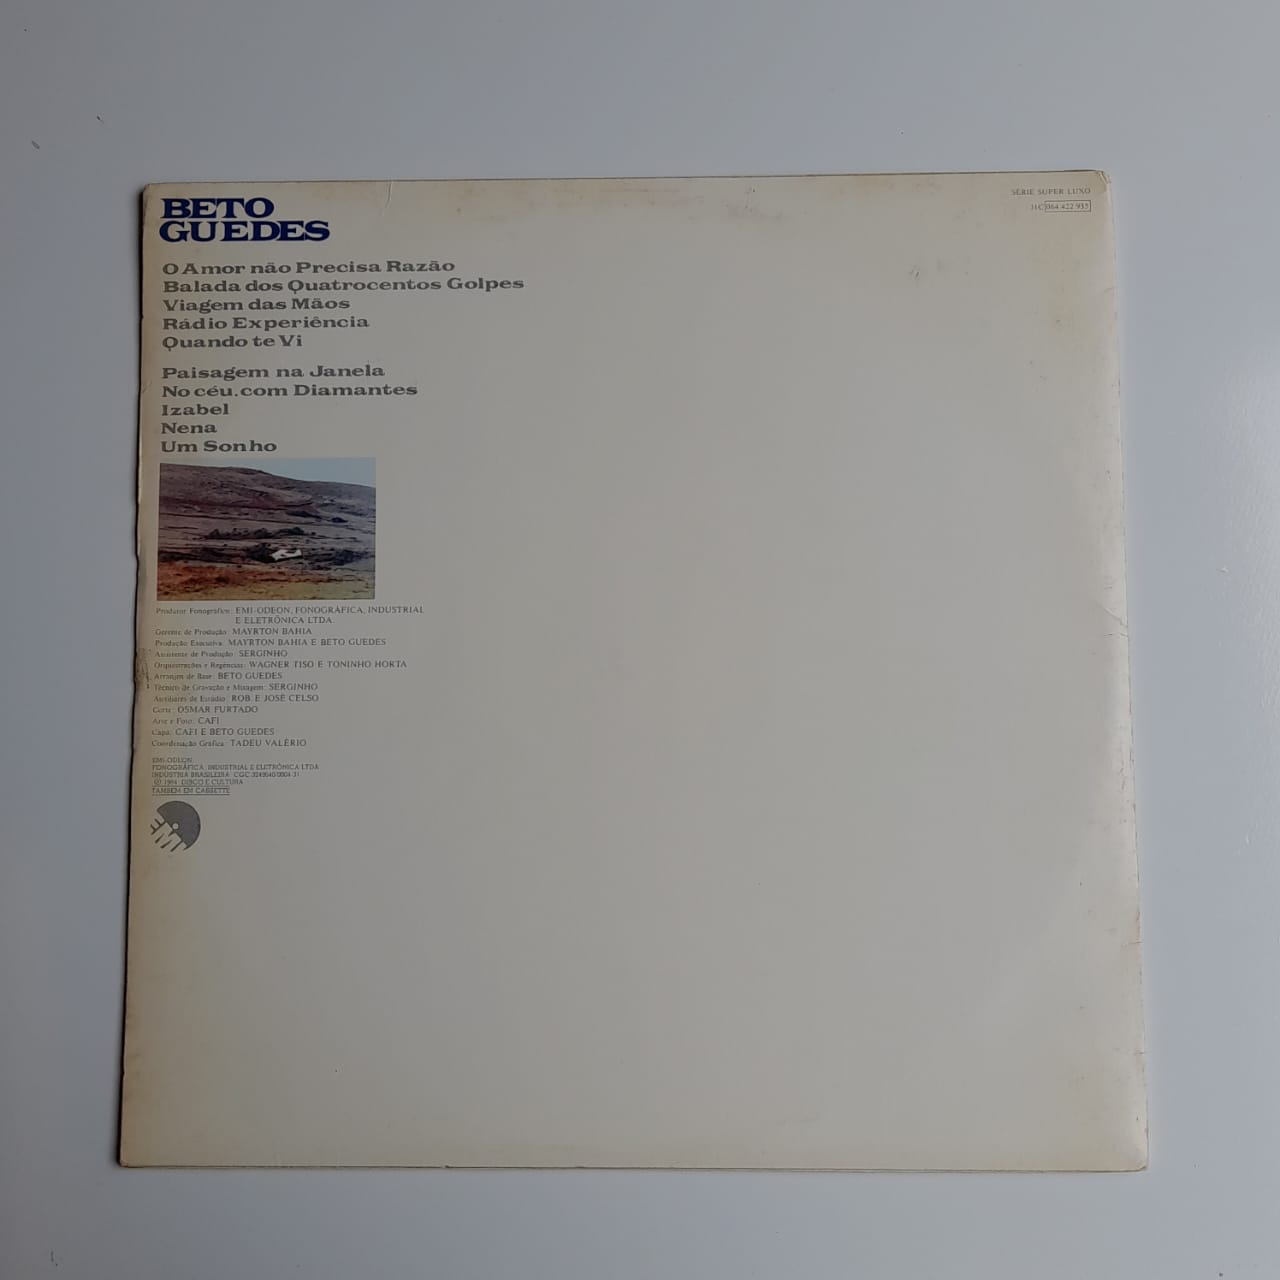 BETO
GUEDES
SÉRIE SUPER LUXO
31C 064 422 935
O Amor não Precisa Razão
Balada dos Quatrocentos Golpes
Viagem das Mãos
Rádio Experiência
Quando te Vi
Paisagem na Janela
No céu, com Diamantes
Izabel
Nena
Um Sonho
Produtor Fonográfico: EMI-ODEON, FONOGRÁFICA, INDUSTRIAL
E ELETRÔNICA LTDA.
Gerente de Produção: MAYRTON BAHIA
Produção Executiva: MAYRTON BAHIA E BETO GUEDES
Assistente de Produção: SERGINHO
Orquestrações e Regências: WAGNER TISO E TONINHO HORTA
Arranjos de Base: BETO GUEDES
Técnico de Gravação e Mixagem: SERGINHO
Auxiliares de Estúdio: ROB E JOSÉ CELSO
Corte: OSMAR FURTADO
Arte e Foto: CAFI
Capa: CAFI E BETO GUEDES
Coordenação Gráfica: TADEU VALÉRIO
EMI-ODEON
FONOGRÁFICA, INDUSTRIAL E ELETRÔNICA LTDA
INDÚSTRIA BRASILEIRA CGC
℗ 1984 DISCO É CULTURA
TAMBÉM EM CASSETTE
EMI